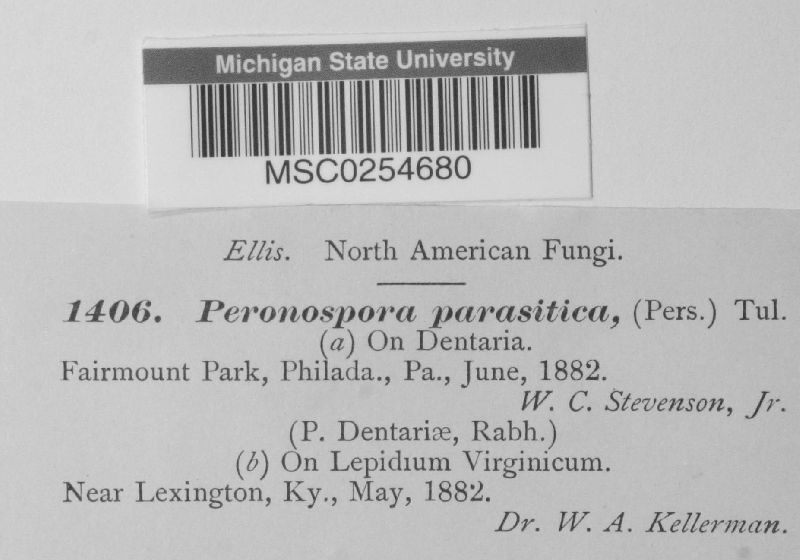 Michigan State University
MSC0254680
Ellis. North American Fungi.
1406. Peronospora parasitica, (Pers.) Tul.
(a) On Dentaria.
Fairmount Park, Philada., Pa., June, 1882.
W. C. Stevenson, Jr.
(P. Dentariæ, Rabh.)
(b) On Lepidium Virginicum.
Near Lexington, Ky., May, 1882.
Dr. W. A. Kellerman.